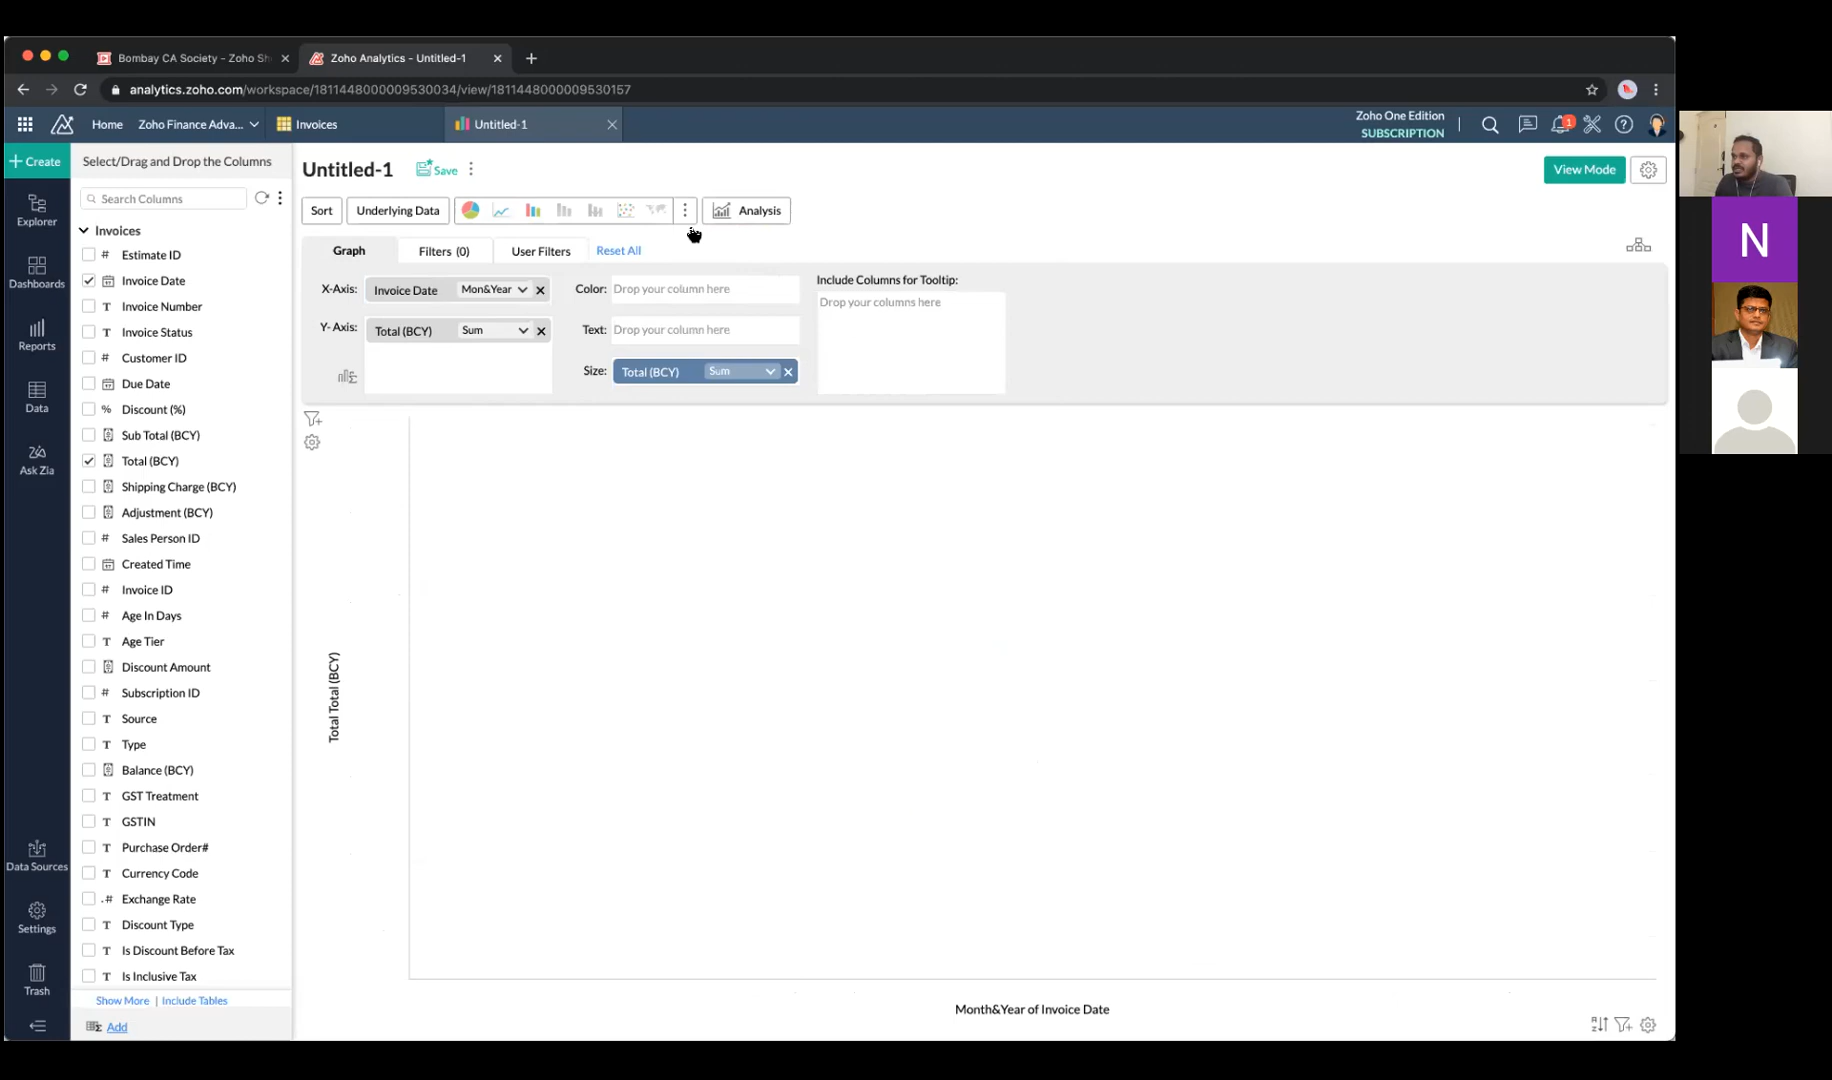 Bombay CA Society - Zoho Sh
Zoho Analytics - Untitled-1
analytics.zoho.com/workspace/1811448000009530034/view/1811448000009530157
Home
Zoho Finance Adva...
Invoices
Untitled-1
Zoho One Edition
SUBSCRIPTION
1
Create
Explorer
Dashboards
Reports
Data
Ask Zia
Data Sources
Settings
Trash
Select/Drag and Drop the Columns
Search Columns
Invoices
# Estimate ID
Invoice Date
T Invoice Number
T Invoice Status
# Customer ID
Due Date
% Discount (%)
Sub Total (BCY)
Total (BCY)
Shipping Charge (BCY)
Adjustment (BCY)
# Sales Person ID
Created Time
# Invoice ID
# Age In Days
T Age Tier
Discount Amount
# Subscription ID
T Source
T Type
Balance (BCY)
T GST Treatment
T GSTIN
T Purchase Order#
T Currency Code
.# Exchange Rate
T Discount Type
T Is Discount Before Tax
T Is Inclusive Tax
Show More | Include Tables
Add
Untitled-1
Save
View Mode
Sort
Underlying Data
Analysis
Graph
Filters (0)
User Filters
Reset All
X-Axis:
Invoice Date
Mon&Year
Y-Axis:
Total (BCY)
Sum
Color:
Drop your column here
Text:
Drop your column here
Size:
Total (BCY)
Sum
Include Columns for Tooltip:
Drop your columns here
Total Total (BCY)
Month&Year of Invoice Date
N